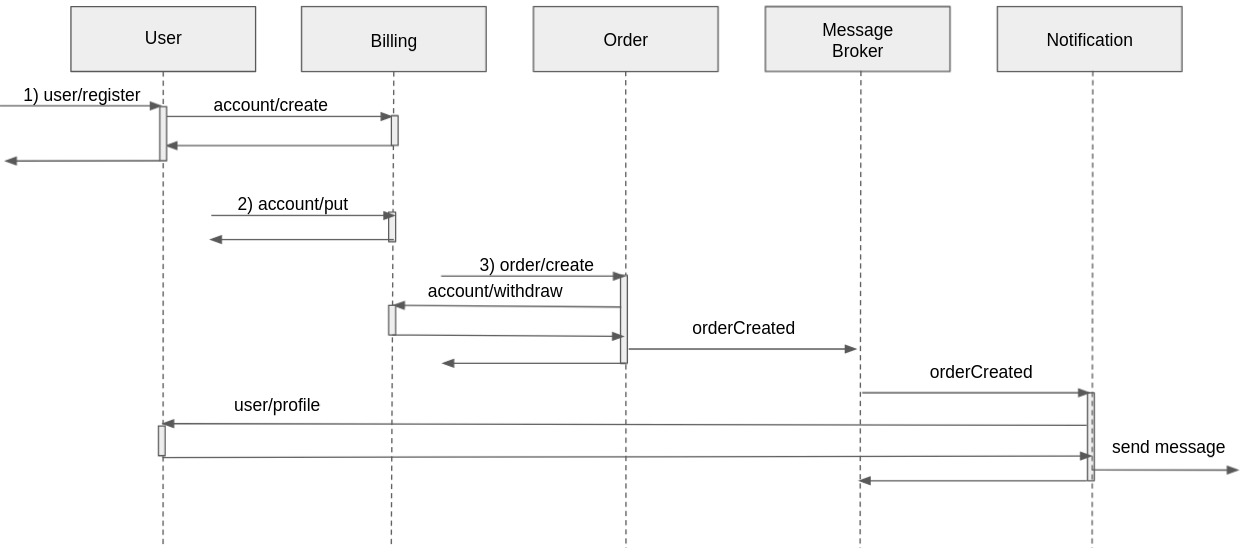 User
Billing
Order
Message
Broker
Notification
1) user/register
account/create
2) account/put
3) order/create
account/withdraw
orderCreated
orderCreated
user/profile
send message